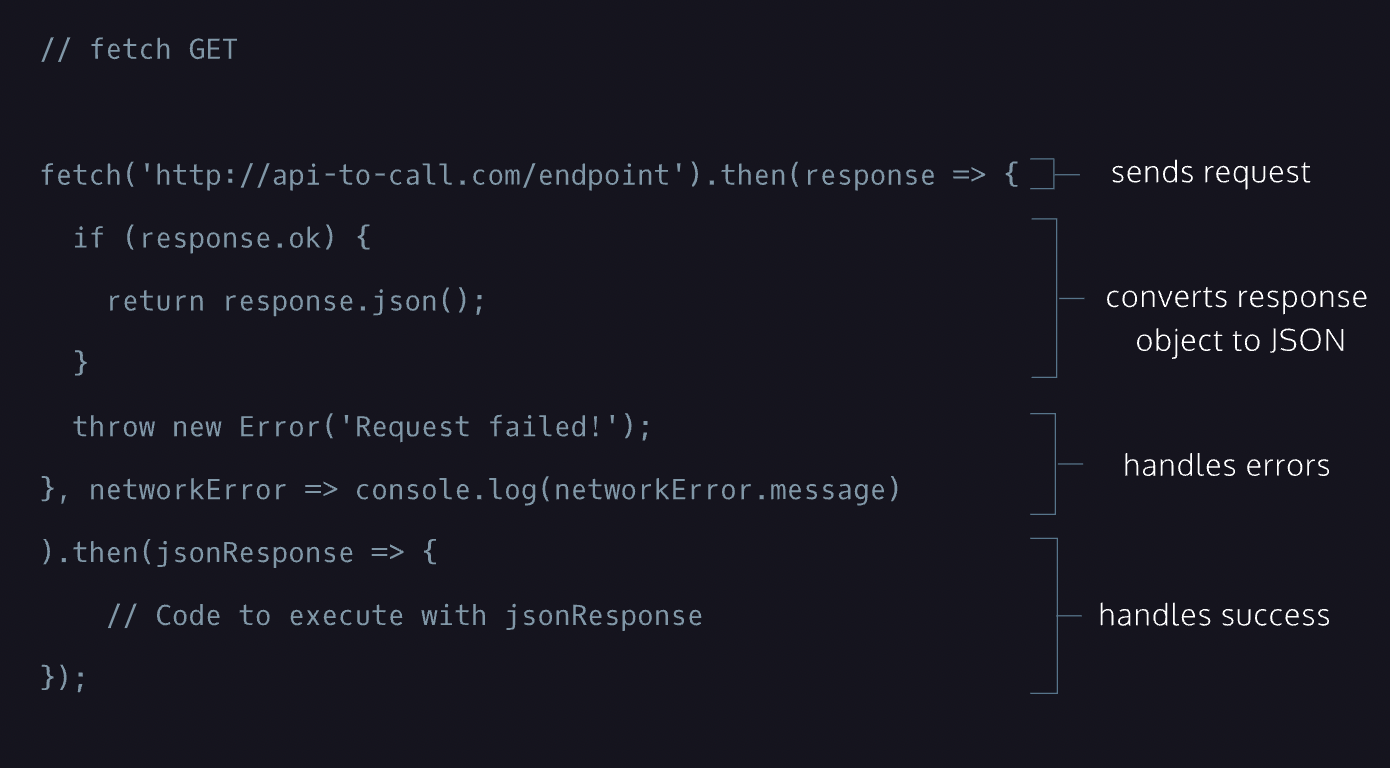 // fetch GET
fetch('http://api-to-call.com/endpoint').then(response => {
sends request
  if (response.ok) {
    return response.json();
  }
converts response
object to JSON
  throw new Error('Request failed!');
}, networkError => console.log(networkError.message)
handles errors
).then(jsonResponse => {
    // Code to execute with jsonResponse
});
handles success